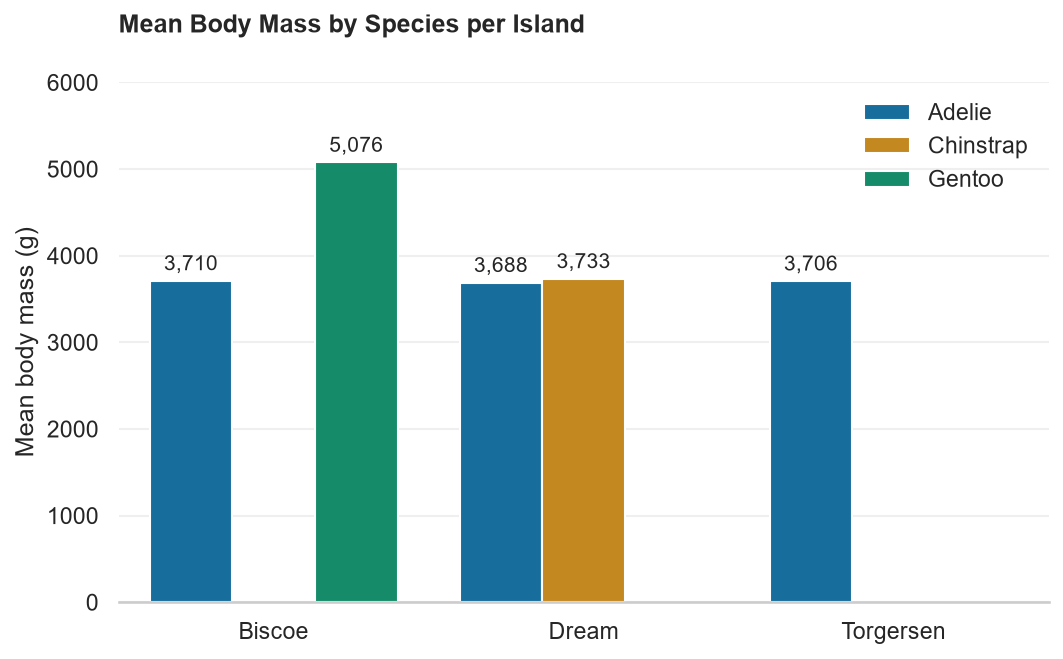 Mean Body Mass by Species per Island
Mean body mass (g)
6000
5000
4000
3000
2000
1000
0
Adelie
Chinstrap
Gentoo
3,710
5,076
3,688
3,733
3,706
Biscoe
Dream
Torgersen